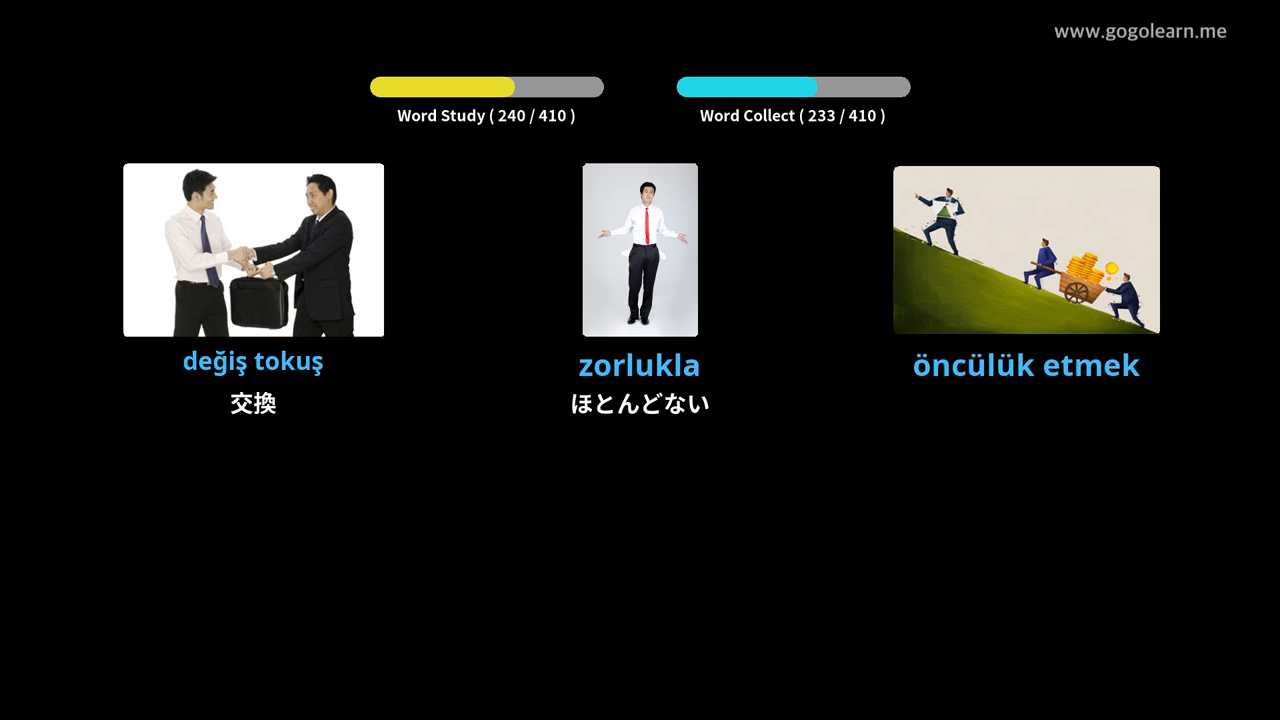 www.gogolearn.me
Word Study ( 240 / 410 )
Word Collect ( 233 / 410 )
değiş tokuş
交換
zorlukla
ほとんどない
öncülük etmek